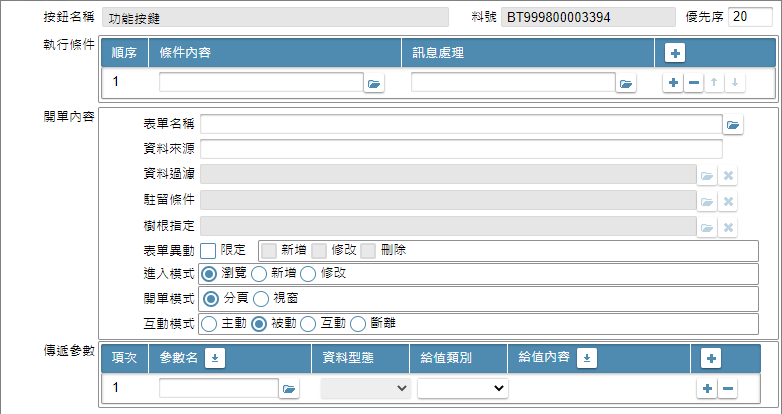 按鈕名稱 功能按鍵 料號 BT999800003394 優先序 20
執行條件 順序 條件內容 訊息處理
1
開單內容
表單名稱
資料來源
資料過濾
駐留條件
樹根指定
表單異動 限定 新增 修改 刪除
進入模式 瀏覽 新增 修改
開單模式 分頁 視窗
互動模式 主動 被動 互動 斷離
傳遞參數 項次 參數名 資料型態 給值類別 給值內容
1